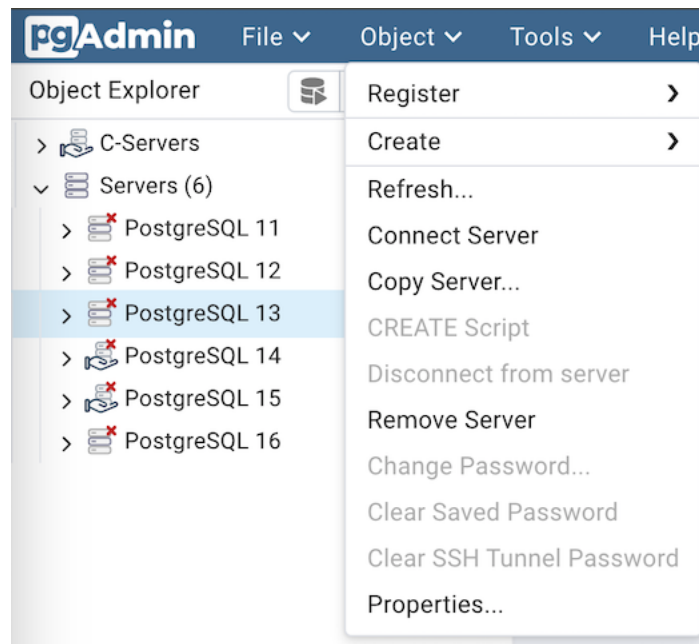 pgAdmin File Object Tools Help
Object Explorer
C-Servers
Servers (6)
PostgreSQL 11
PostgreSQL 12
PostgreSQL 13
PostgreSQL 14
PostgreSQL 15
PostgreSQL 16
Register
Create
Refresh...
Connect Server
Copy Server...
CREATE Script
Disconnect from server
Remove Server
Change Password...
Clear Saved Password
Clear SSH Tunnel Password
Properties...